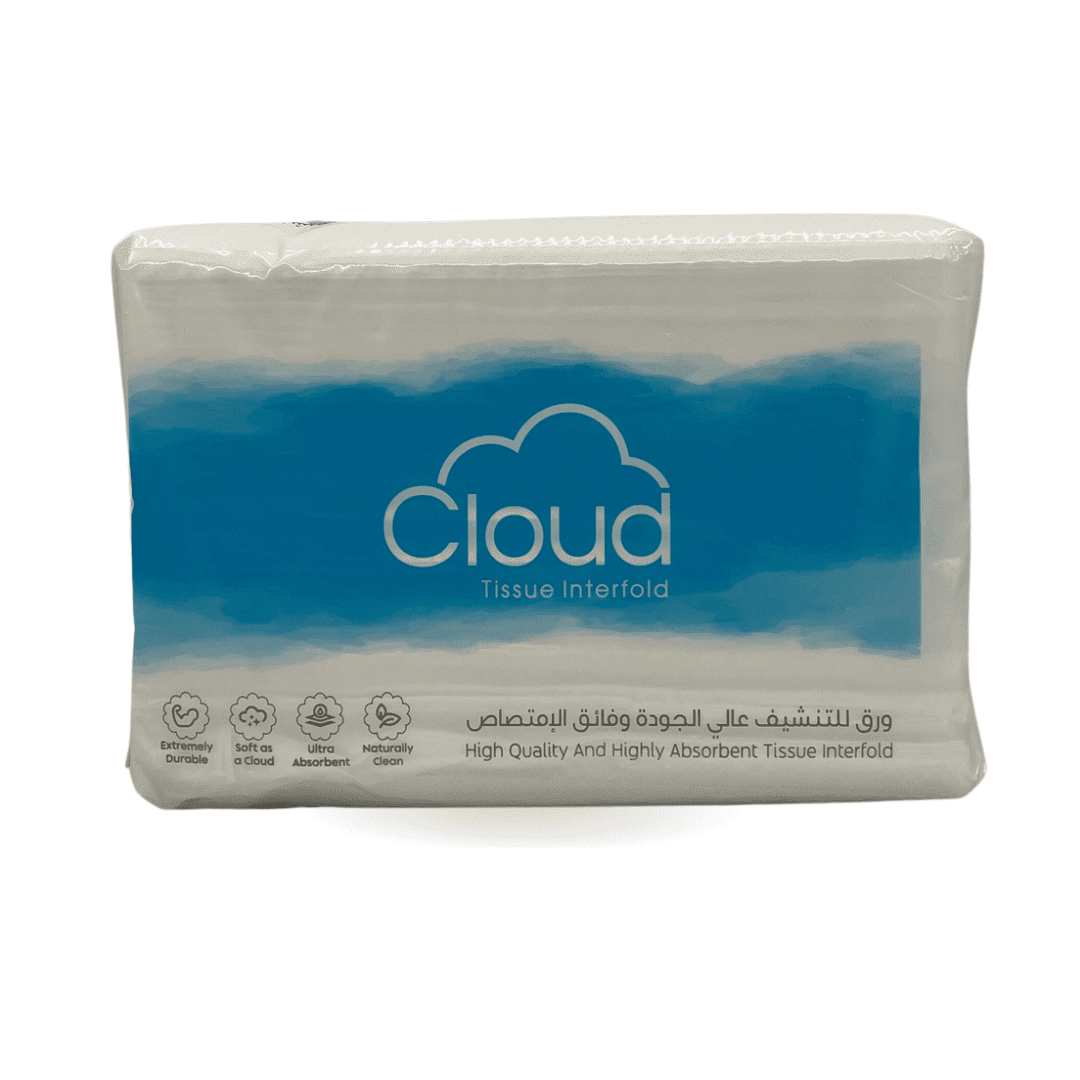 Cloud
Tissue Interfold
Extremely
Durable
Soft as
a Cloud
Ultra
Absorbent
Naturally
Clean
ورق للتنشيف عالي الجودة وفائق الإمتصاص
High Quality And Highly Absorbent Tissue Interfold